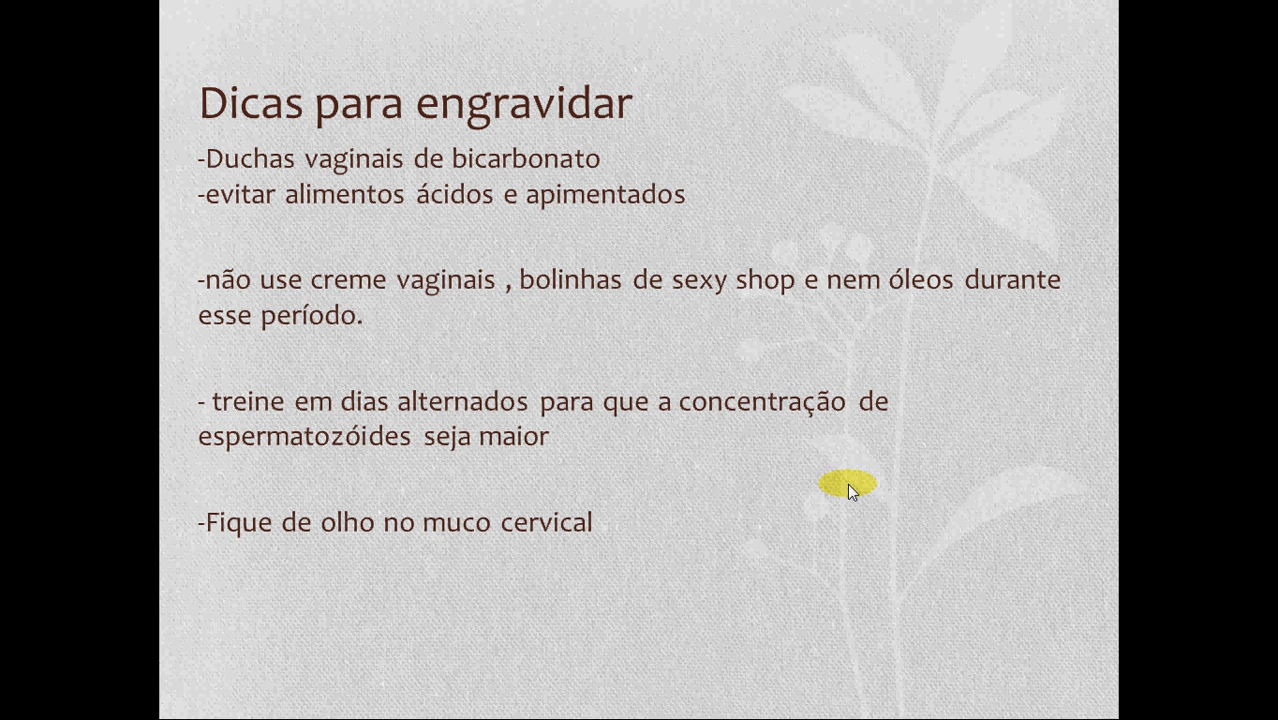 Dicas para engravidar
-Duchas vaginais de bicarbonato
-evitar alimentos ácidos e apimentados
-não use creme vaginais , bolinhas de sexy shop e nem óleos durante
esse período.
- treine em dias alternados para que a concentração de
espermatozóides seja maior
-Fique de olho no muco cervical